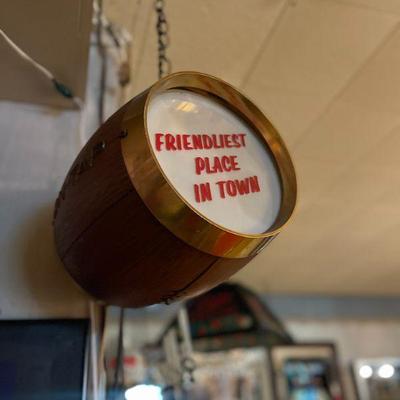 FRIENDLIEST
PLACE
IN TOWN